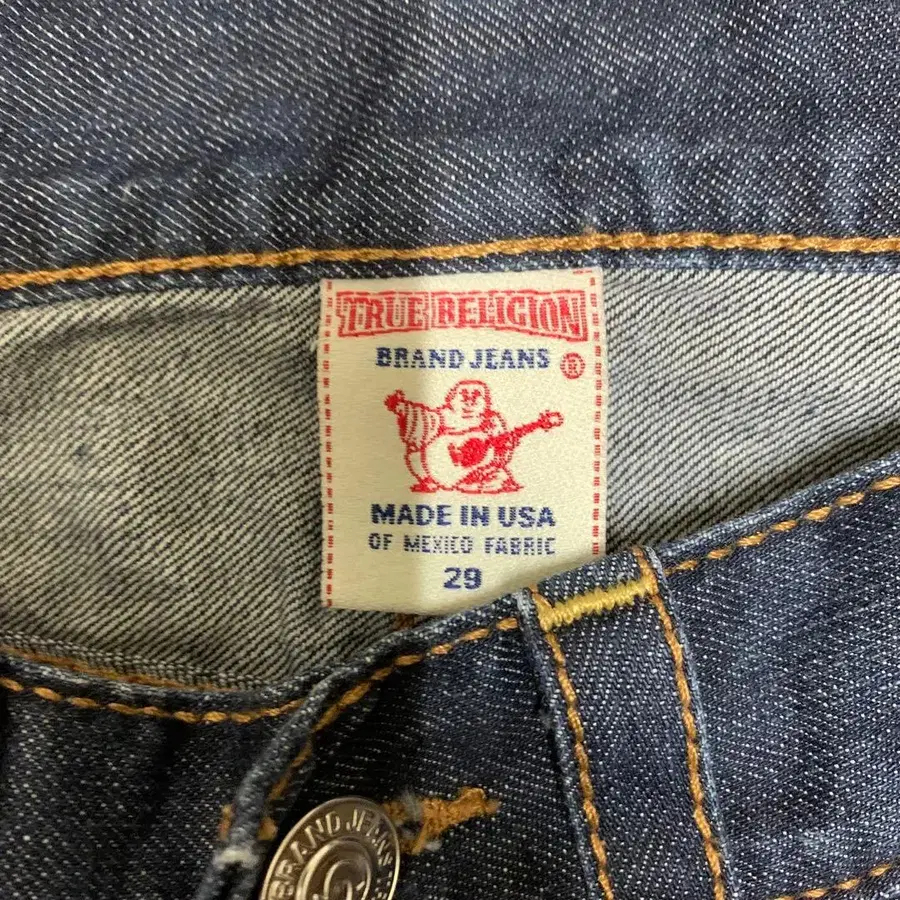 TRUE RELIGION
BRAND JEANS ®
MADE IN USA
OF MEXICO FABRIC
29
BRAND JEANS